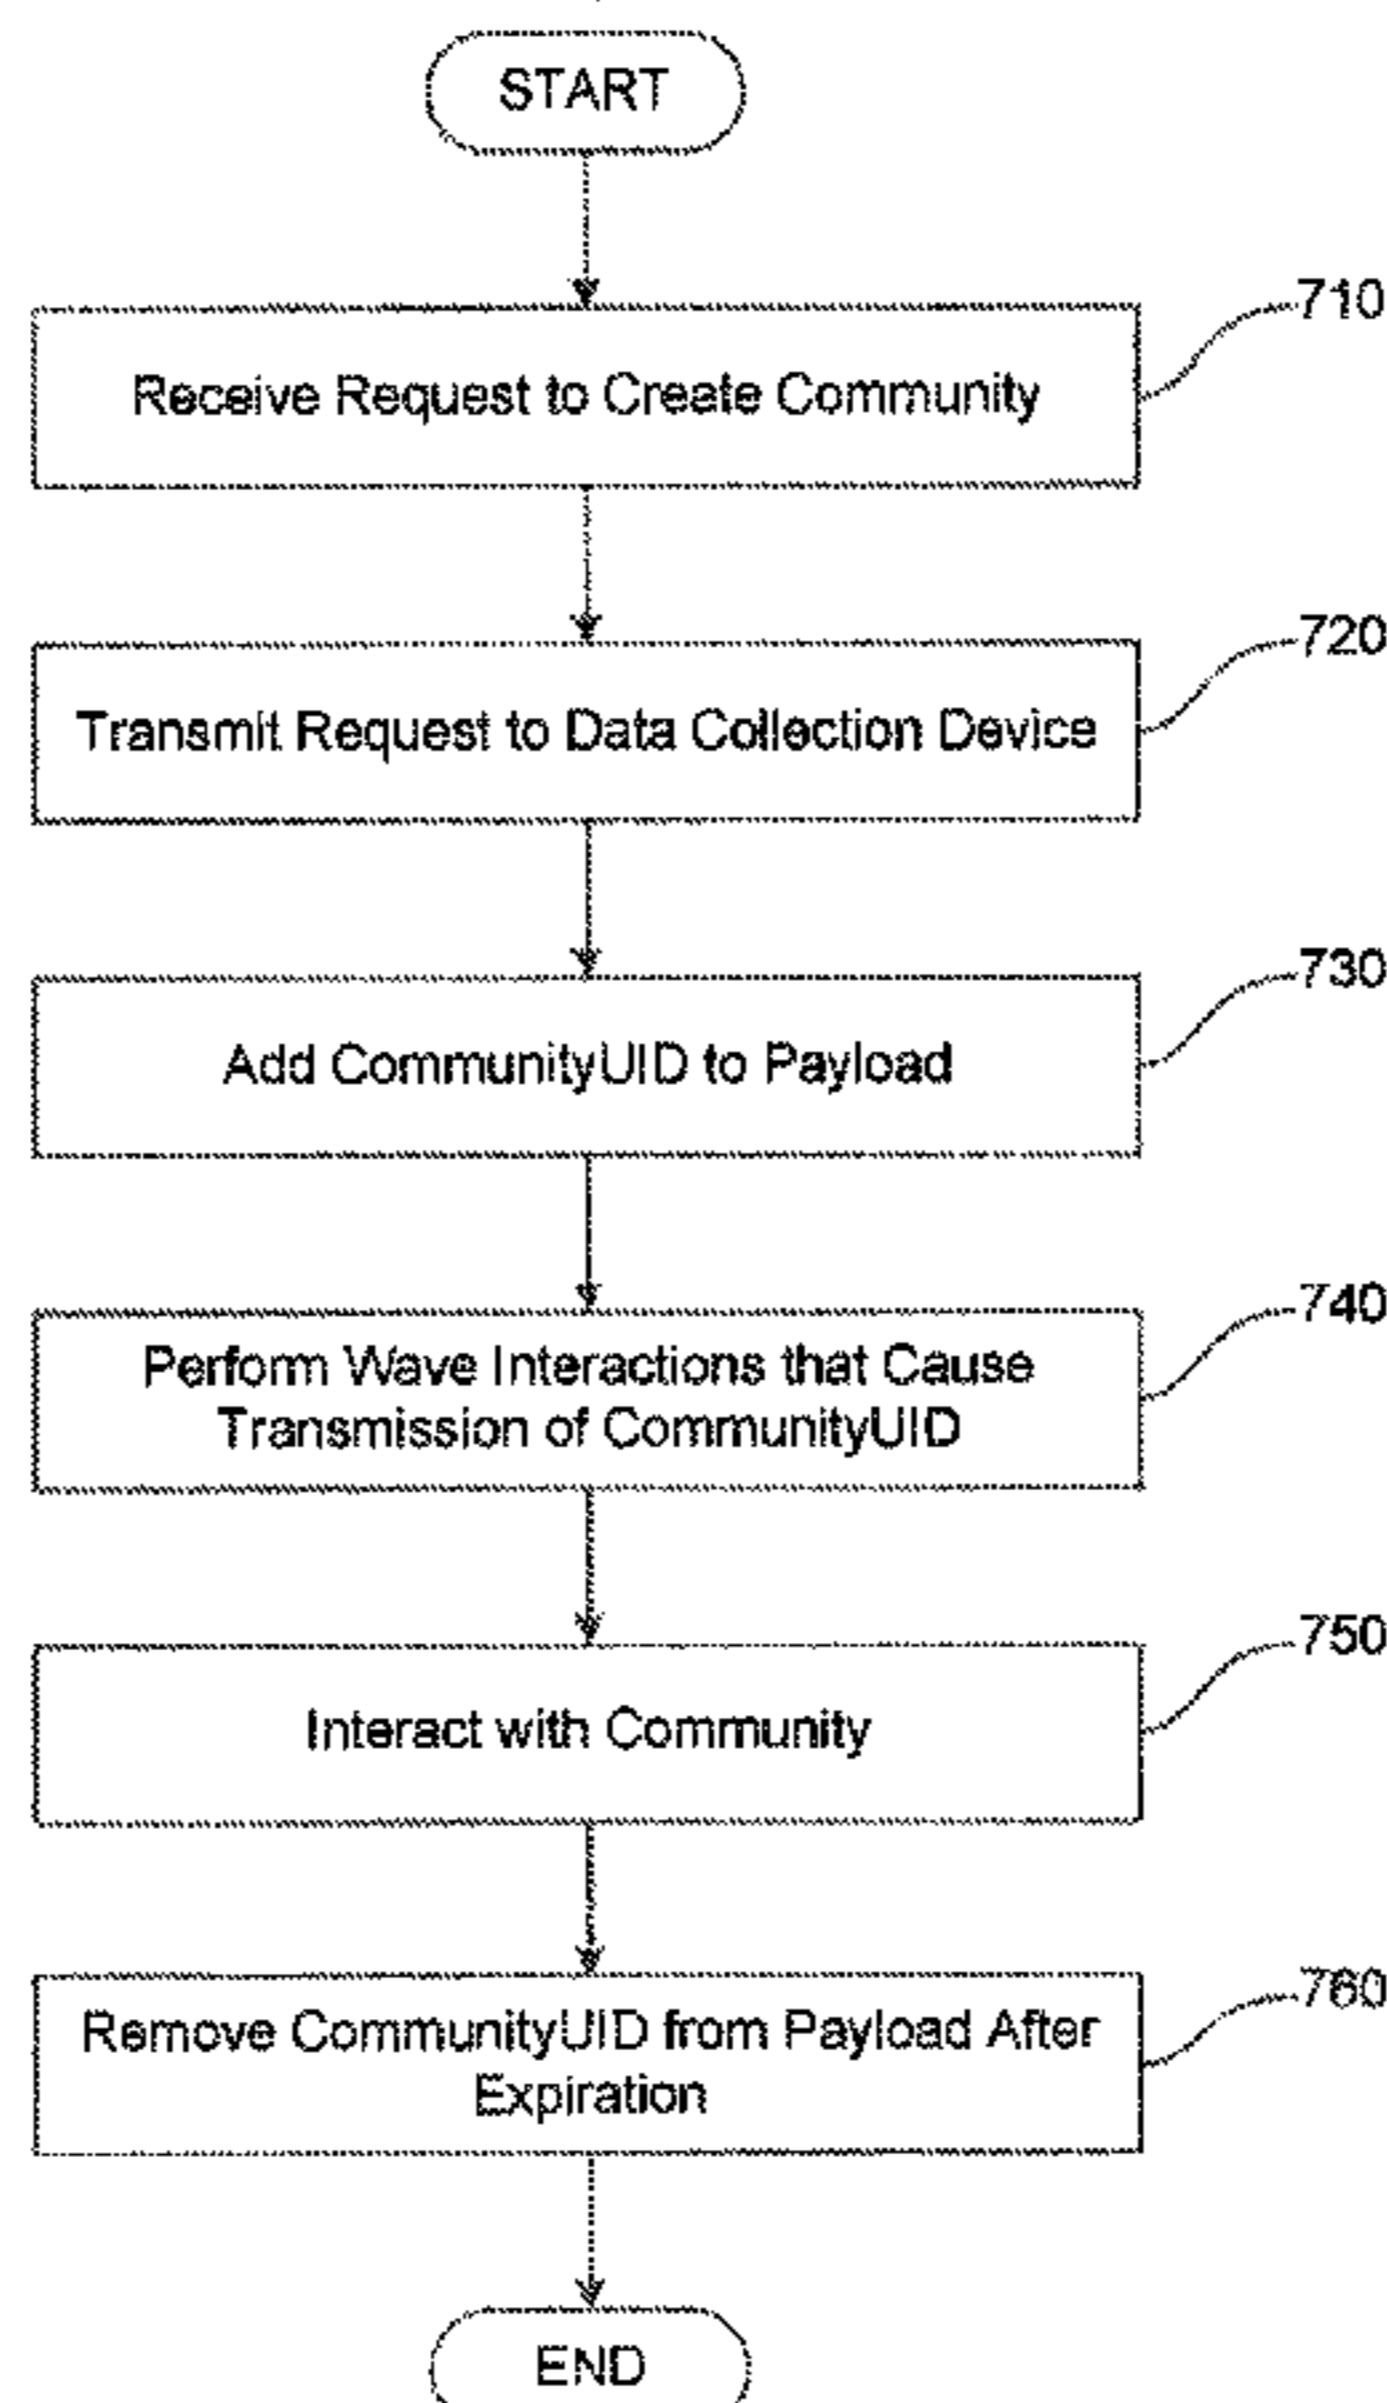 START
710
Receive Request to Create Community
720
Transmit Request to Data Collection Device
730
Add CommunityUID to Payload
740
Perform Wave Interactions that Cause
Transmission of CommunityUID
750
Interact with Community
760
Remove CommunityUID from Payload After
Expiration
END